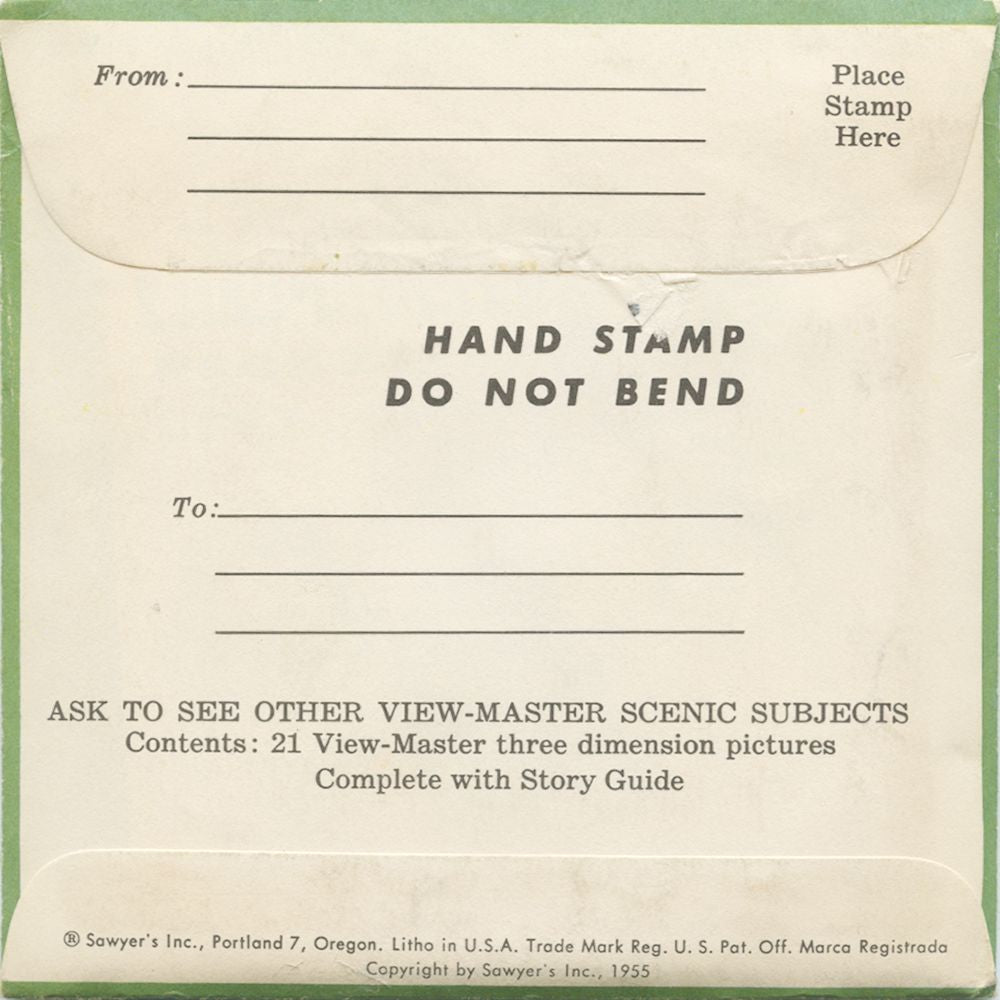 From:
Place
Stamp
Here
HAND STAMP
DO NOT BEND
To:
ASK TO SEE OTHER VIEW-MASTER SCENIC SUBJECTS
Contents: 21 View-Master three dimension pictures
Complete with Story Guide
® Sawyer's Inc., Portland 7, Oregon. Litho in U.S.A. Trade Mark Reg. U. S. Pat. Off. Marca Registrada
Copyright by Sawyer's Inc., 1955